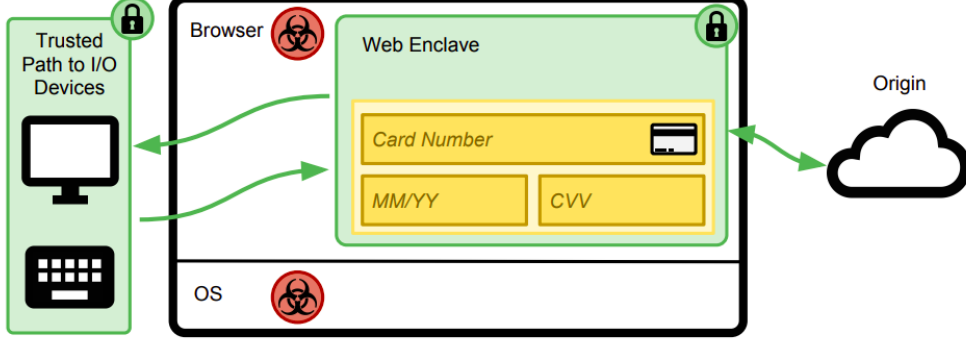 Trusted
Path to I/O
Devices
Browser
Web Enclave
Card Number
MM/YY
CVV
OS
Origin